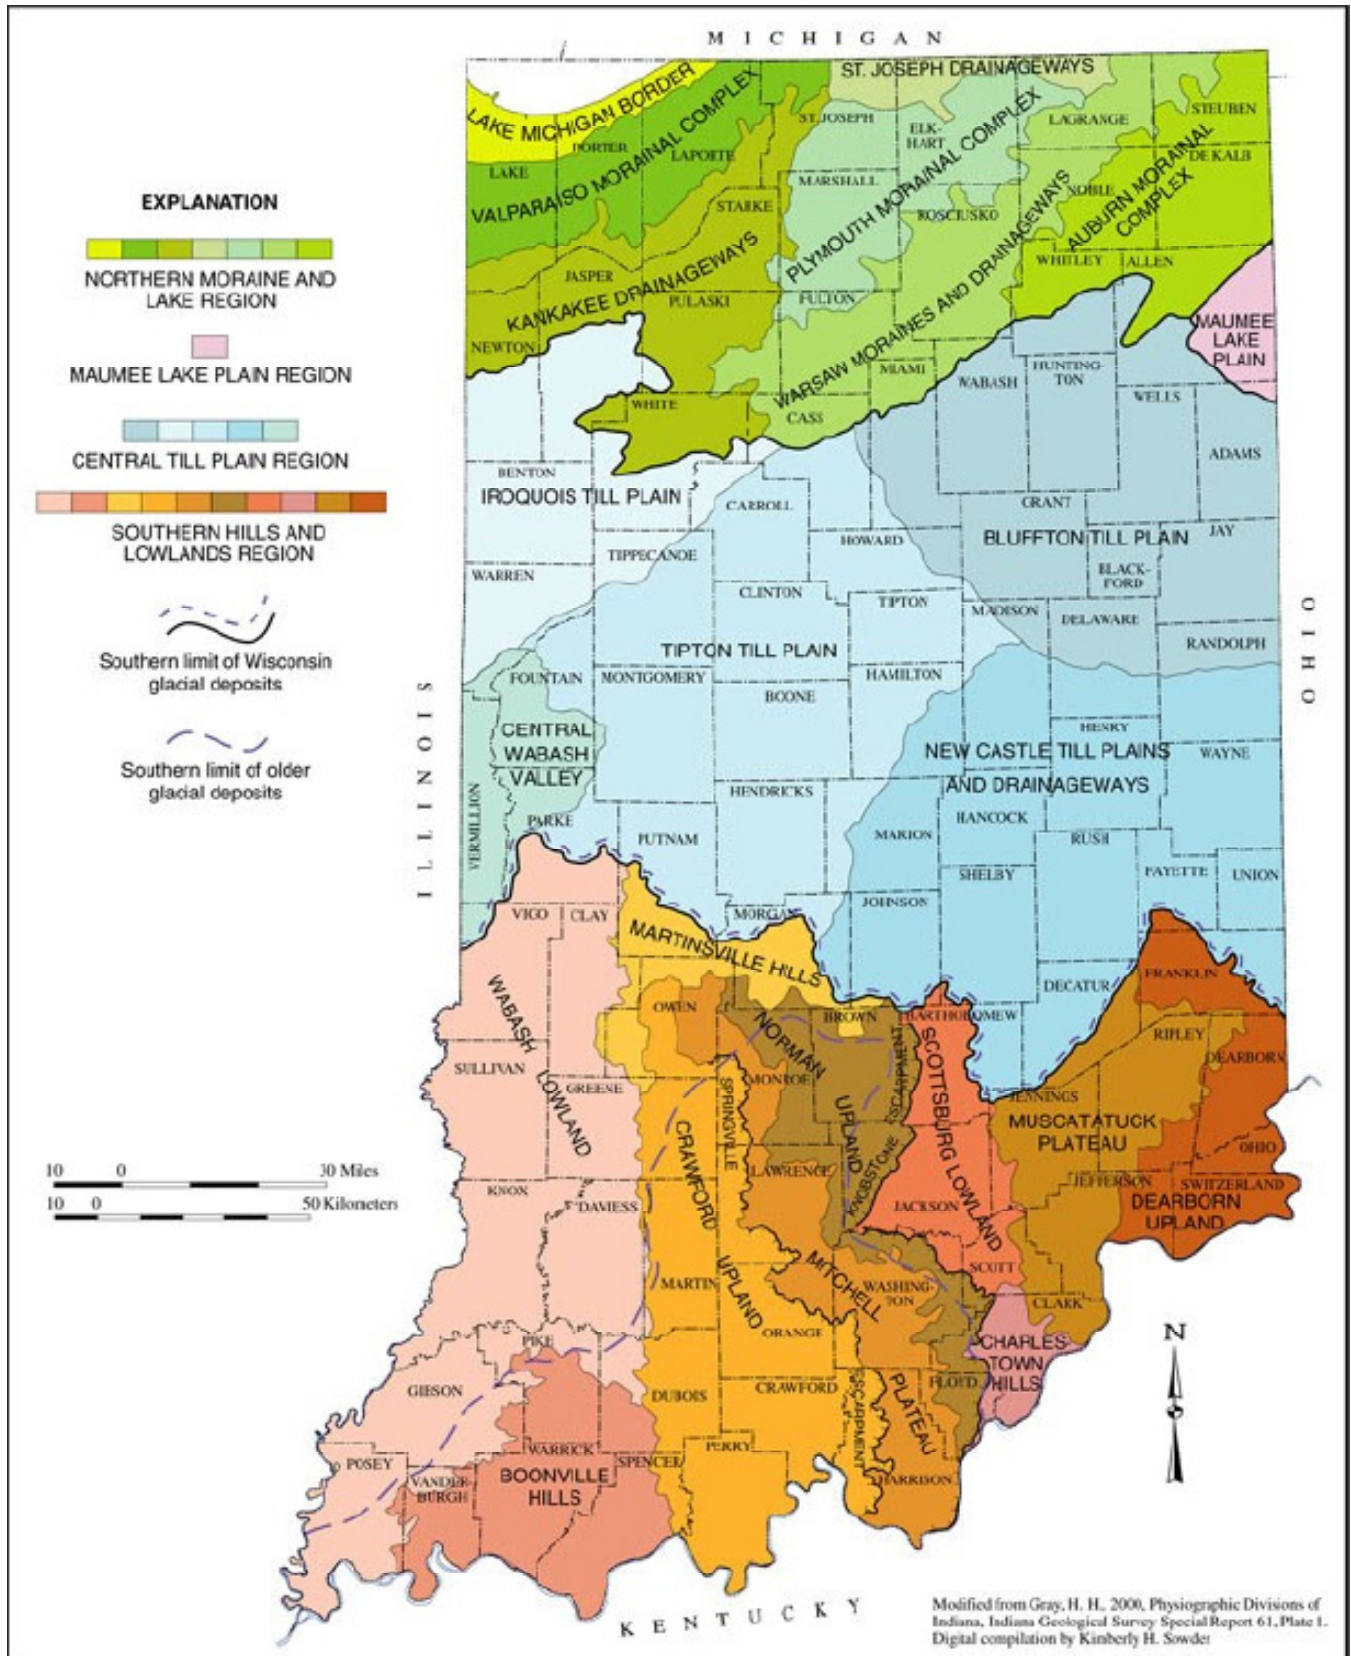 MICHIGAN
ST. JOSEPH DRAINAGEWAYS
LAKE MICHIGAN BORDER
VALPARAISO MORAINAL COMPLEX
PLYMOUTH MORAINAL COMPLEX
AUBURN MORAINAL
COMPLEX
STEUBEN
LAGRANGE
ST. JOSEPH
ELK-
HART
PORTER
LAPORTE
LAKE
DE KALB
MARSHALL
NOBLE
STARKE
KOSCIUSKO
KANKAKEE DRAINAGEWAYS
WARSAW MORAINES AND DRAINAGEWAYS
WHITLEY
ALLEN
JASPER
PULASKI
FULTON
NEWTON
MAUMEE
LAKE
PLAIN
MIAMI
WABASH
HUNTING-
TON
WELLS
WHITE
CASS
ADAMS
BENTON
IROQUOIS TILL PLAIN
CARROLL
GRANT
BLUFFTON TILL PLAIN
JAY
HOWARD
TIPPECANOE
WARREN
BLACK-
FORD
CLINTON
TIPTON
MADISON
DELAWARE
TIPTON TILL PLAIN
RANDOLPH
FOUNTAIN
MONTGOMERY
HAMILTON
BOONE
CENTRAL
WABASH
VALLEY
HENRY
NEW CASTLE TILL PLAINS
AND DRAINAGEWAYS
WAYNE
HENDRICKS
VERMILLION
PARKE
PUTNAM
MARION
HANCOCK
RUSH
SHELBY
FAYETTE
UNION
JOHNSON
MORGAN
VIGO
CLAY
MARTINSVILLE HILLS
DECATUR
FRANKLIN
WABASH LOWLAND
OWEN
BROWN
BARTHOLOMEW
RIPLEY
DEARBORN
NORMAN UPLAND
SULLIVAN
GREENE
MONROE
SPRINGVILLE ESCARPMENT
KNOBSTONE ESCARPMENT
SCOTTSBURG LOWLAND
JENNINGS
MUSCATATUCK
PLATEAU
CRAWFORD UPLAND
LAWRENCE
OHIO
JEFFERSON
SWITZERLAND
KNOX
DAVIESS
JACKSON
DEARBORN
UPLAND
SCOTT
MARTIN
MITCHELL PLATEAU
WASHING-
TON
CLARK
ORANGE
PIKE
CHARLES-
TOWN
HILLS
GIBSON
DUBOIS
CRAWFORD
FLOYD
PERRY
WARRICK
SPENCER
POSEY
VANDER-
BURGH
BOONVILLE
HILLS
HARRISON
ILLINOIS
OHIO
KENTUCKY
EXPLANATION
NORTHERN MORAINE AND
LAKE REGION
MAUMEE LAKE PLAIN REGION
CENTRAL TILL PLAIN REGION
SOUTHERN HILLS AND
LOWLANDS REGION
Southern limit of Wisconsin
glacial deposits
Southern limit of older
glacial deposits
10 0 30 Miles
10 0 50 Kilometers
N
Modified from Gray, H. H., 2000, Physiographic Divisions of
Indiana, Indiana Geological Survey Special Report 61, Plate 1.
Digital compilation by Kimberly H. Sowder